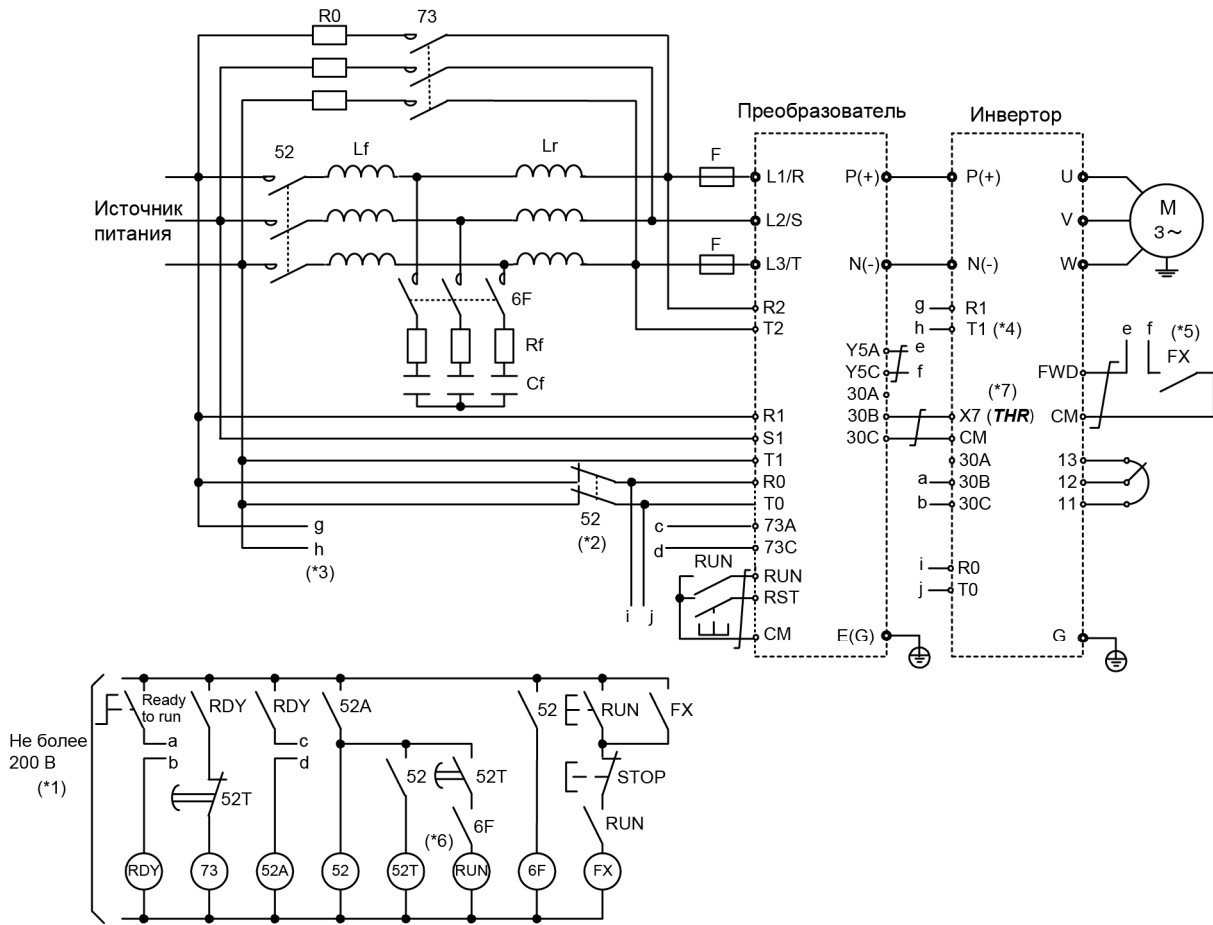 R0
73
Преобразователь
Инвертор
52
Lf
Lr
F
L1/R
P(+)
P(+)
U
Источник
питания
L2/S
V
M
3~
F
L3/T
N(-)
N(-)
W
6F
R2
g
R1
T2
h
T1 (*4)
e
f
(*5)
Rf
Y5A
e
FX
Cf
Y5C
f
FWD
30A
(*7)
R1
30B
X7 (THR)
CM
S1
30C
CM
T1
30A
13
R0
a
30B
12
T0
b
30C
11
g
52
c
73A
h
(*2)
d
73C
(*3)
RUN
RUN
i
R0
RST
j
T0
i
j
CM
E(G)
G
Ready
to run
RDY
RDY
52A
52
RUN
FX
Не более
200 В
(*1)
a
b
c
d
52
52T
STOP
52T
(*6)
6F
RUN
RDY
73
52A
52
52T
RUN
6F
FX